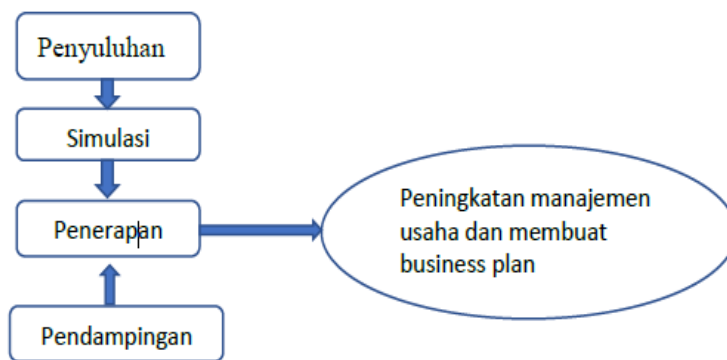 Penyuluhan
Simulasi
Penerapan
Peningkatan manajemen
usaha dan membuat
business plan
Pendampingan